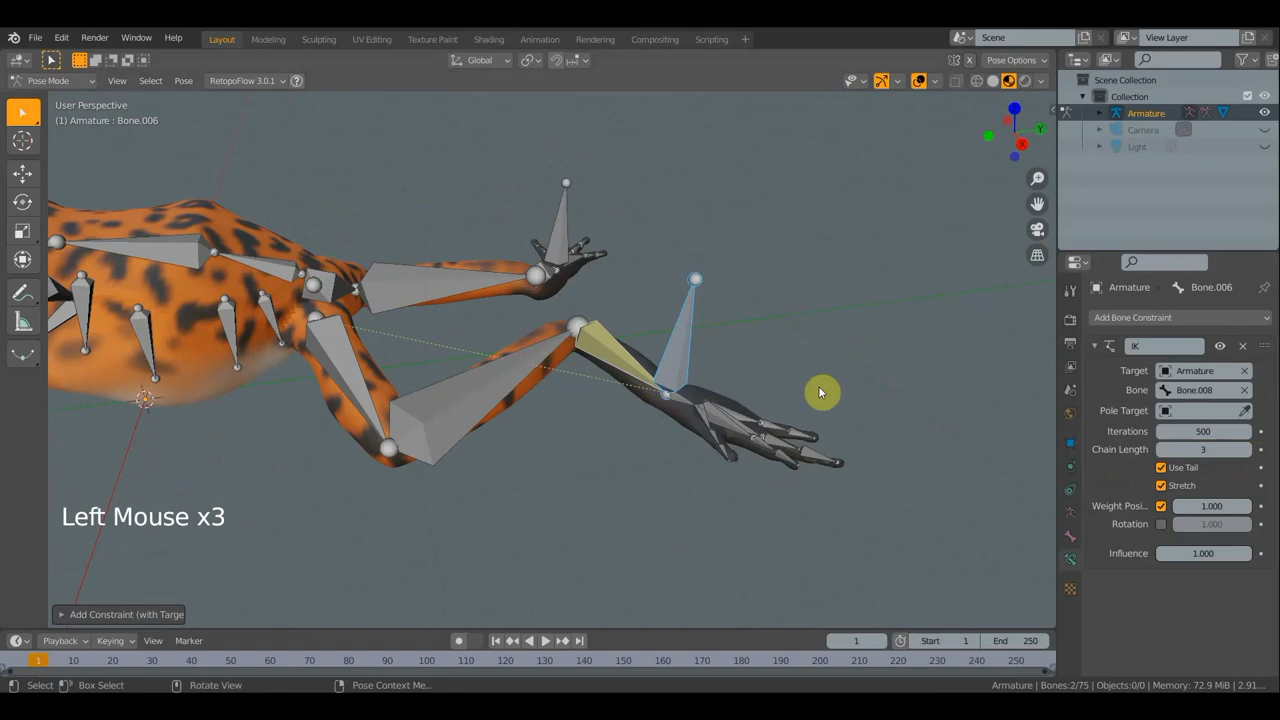 File Edit Render Window Help Layout Modeling Sculpting UV Editing Texture Paint Shading Animation Rendering Compositing Scripting + Scene View Layer
Global Pose Options
Pose Mode View Select Pose RetopoFlow 3.0.1
User Perspective
(1) Armature : Bone.006
Scene Collection
Collection
Armature
Camera
Light
Armature Bone.006
Add Bone Constraint
IK
Target Armature
Bone Bone.008
Pole Target
Iterations 500
Chain Length 3
Use Tail
Stretch
Weight Posi... 1.000
Rotation 1.000
Influence 1.000
Z
Y
X
Left Mouse x3
Add Constraint (with Targe
Playback Keying View Marker 1 Start 1 End 250
1 10 20 30 40 50 60 70 80 90 100 110 120 130 140 150 160 170 180 190 200 210 220 230 240 250
Select Box Select Rotate View Pose Context Me... Armature | Bones:2/75 | Objects:0/0 | Memory: 72.9 MiB | 2.91...